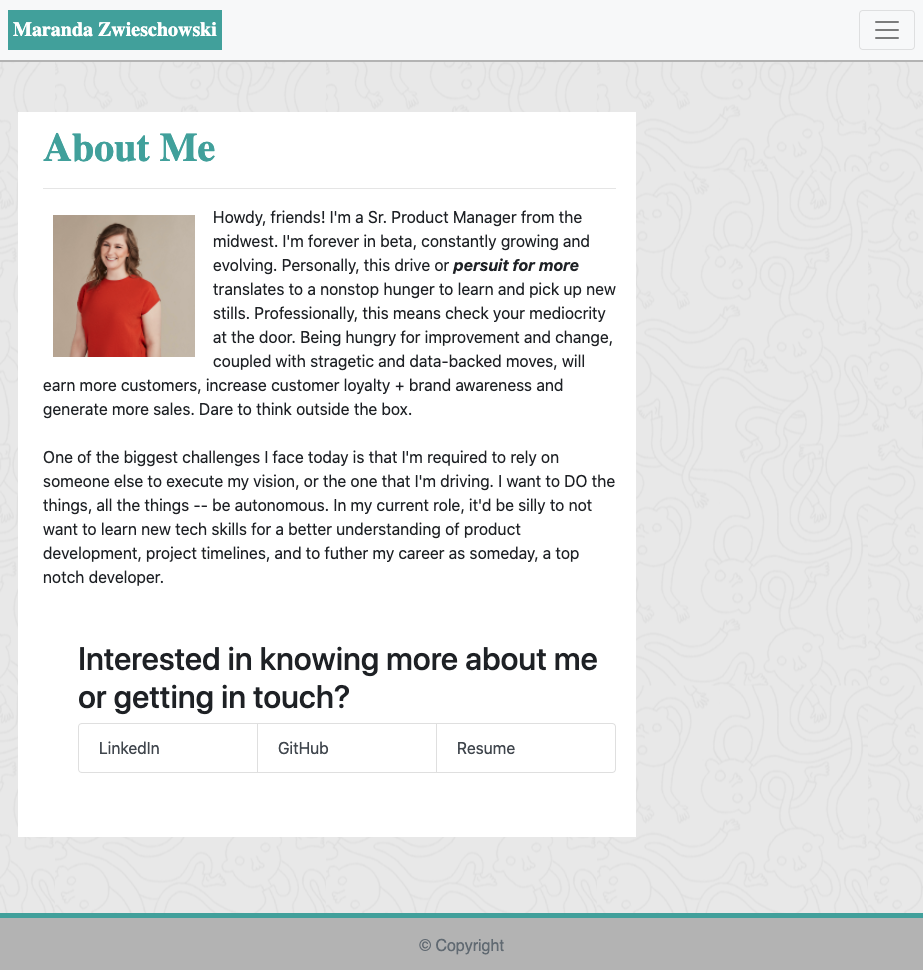 Maranda Zwieschowski
About Me
Howdy, friends! I'm a Sr. Product Manager from the
midwest. I'm forever in beta, constantly growing and
evolving. Personally, this drive or persuit for more
translates to a nonstop hunger to learn and pick up new
stills. Professionally, this means check your mediocrity
at the door. Being hungry for improvement and change,
coupled with stragetic and data-backed moves, will
earn more customers, increase customer loyalty + brand awareness and
generate more sales. Dare to think outside the box.
One of the biggest challenges I face today is that I'm required to rely on
someone else to execute my vision, or the one that I'm driving. I want to DO the
things, all the things -- be autonomous. In my current role, it'd be silly to not
want to learn new tech skills for a better understanding of product
development, project timelines, and to futher my career as someday, a top
notch developer.
Interested in knowing more about me
or getting in touch?
LinkedIn
GitHub
Resume
© Copyright